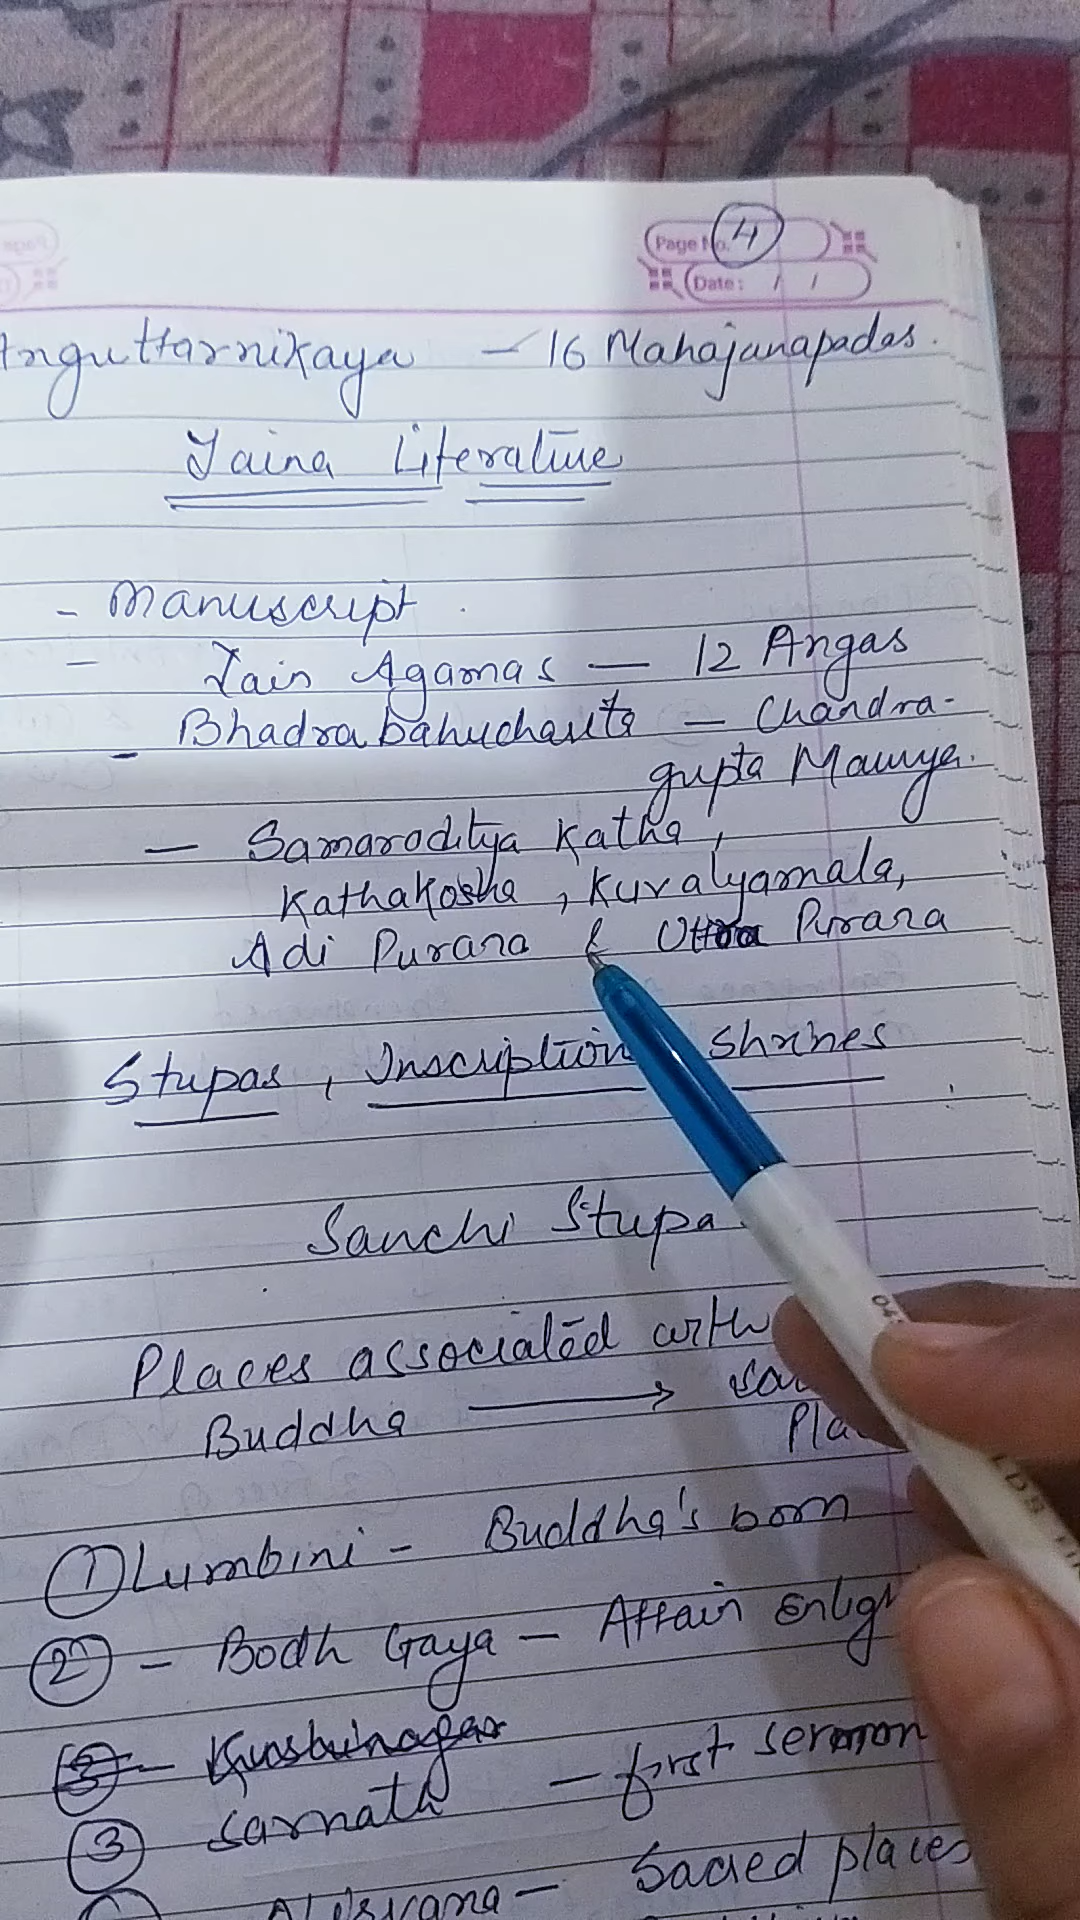 Page No. 4
Date: / /
Anguttarnikaya - 16 Mahajanapadas.
Jaina Literature
- Manuscript
- Jain Agamas - 12 Angas
- Bhadrabahucharita - Chandra-
gupta Maurya.
- Samaraditya Katha,
Kathakosha, Kuvalyamala,
Adi Purana & Uttra Purana
Stupas, Inscription Shrines
Sanchi Stupa
Places associated with
Buddha →
① Lumbini - Buddha's born
② - Bodh Gaya - Attain
3 - Kushinagar
③ Sarnath - first sermon
Sacred places